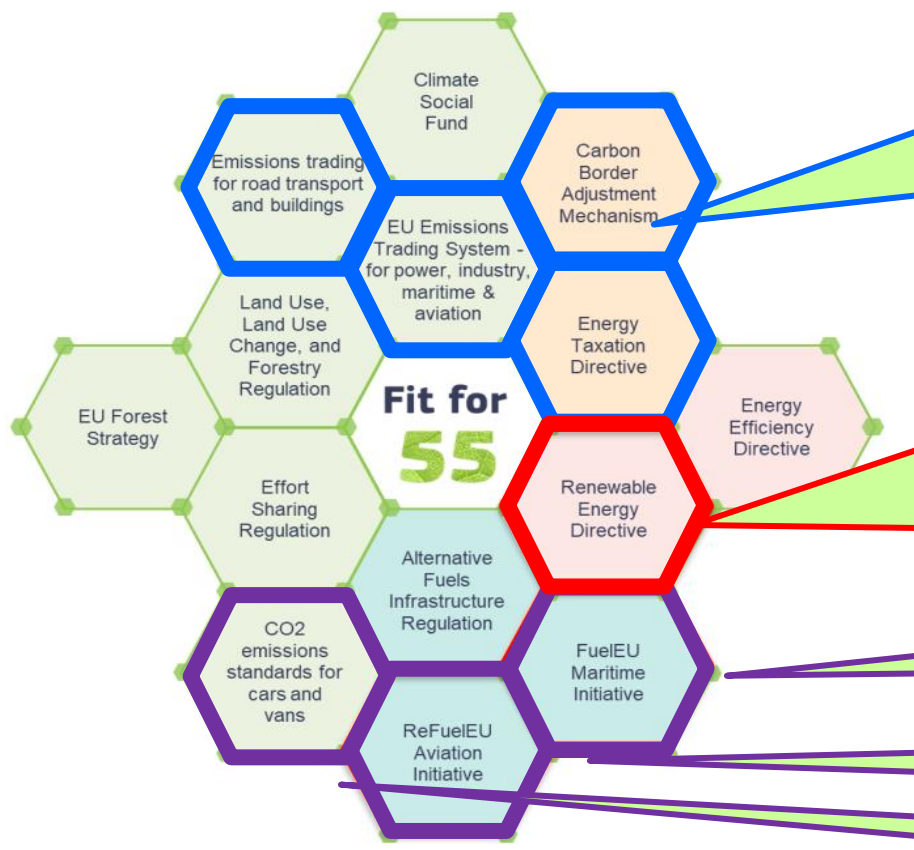 Climate
Social
Fund
Emissions trading
for road transport
and buildings
Carbon
Border
Adjustment
Mechanism
EU Emissions
Trading System -
for power, industry,
maritime &
aviation
Land Use,
Land Use
Change, and
Forestry
Regulation
Energy
Taxation
Directive
EU Forest
Strategy
Fit for
55
Energy
Efficiency
Directive
Effort
Sharing
Regulation
Renewable
Energy
Directive
Alternative
Fuels
Infrastructure
Regulation
CO2
emissions
standards for
cars and
vans
FuelEU
Maritime
Initiative
ReFuelEU
Aviation
Initiative